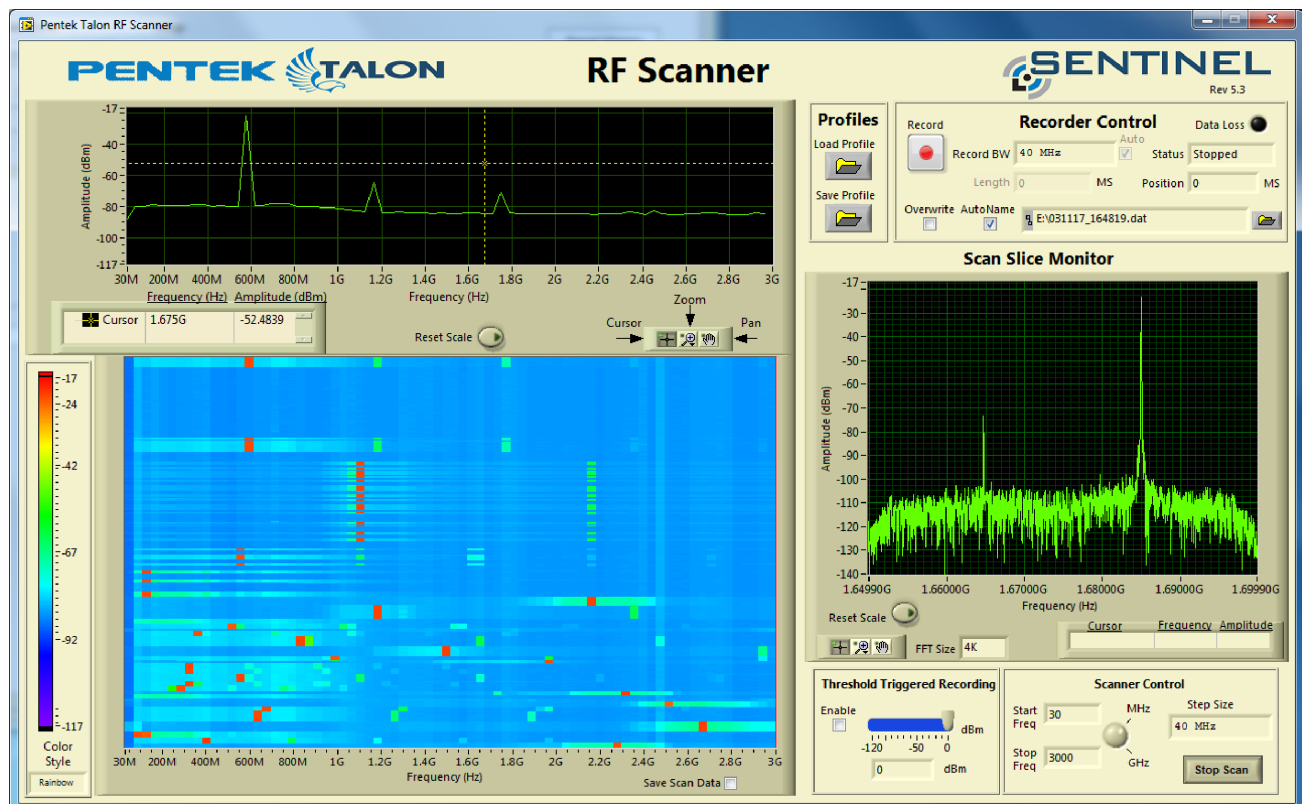 Pentek Talon RF Scanner
PENTEK TALON
RF Scanner
SENTINEL
Rev 5.3
-17
-40
-60
-80
-100
-117
Amplitude (dBm)
30M 200M 400M 600M 800M 1G 1.2G 1.4G 1.6G 1.8G 2G 2.2G 2.4G 2.6G 2.8G 3G
Frequency (Hz)
Frequency (Hz) Amplitude (dBm)
Cursor 1.675G -52.4839
Reset Scale
Zoom
Cursor
Pan
Profiles
Load Profile
Save Profile
Recorder Control
Record
Data Loss
Record BW 40 MHz
Auto
Status Stopped
Length 0 MS
Position 0 MS
Overwrite AutoName
E:\031117_164819.dat
-17
-24
-42
-67
-92
-117
Color
Style
Rainbow
30M 200M 400M 600M 800M 1G 1.2G 1.4G 1.6G 1.8G 2G 2.2G 2.4G 2.6G 2.8G 3G
Frequency (Hz)
Save Scan Data
Scan Slice Monitor
-17
-30
-40
-50
-60
-70
-80
-90
-100
-110
-120
-130
-140
Amplitude (dBm)
1.64990G 1.66000G 1.67000G 1.68000G 1.69000G 1.69990G
Frequency (Hz)
Reset Scale
Cursor Frequency Amplitude
FFT Size 4K
Threshold Triggered Recording
Enable
dBm
-120 -50 0
0 dBm
Scanner Control
Start
Freq 30
MHz
Step Size
40 MHz
Stop
Freq 3000
GHz
Stop Scan